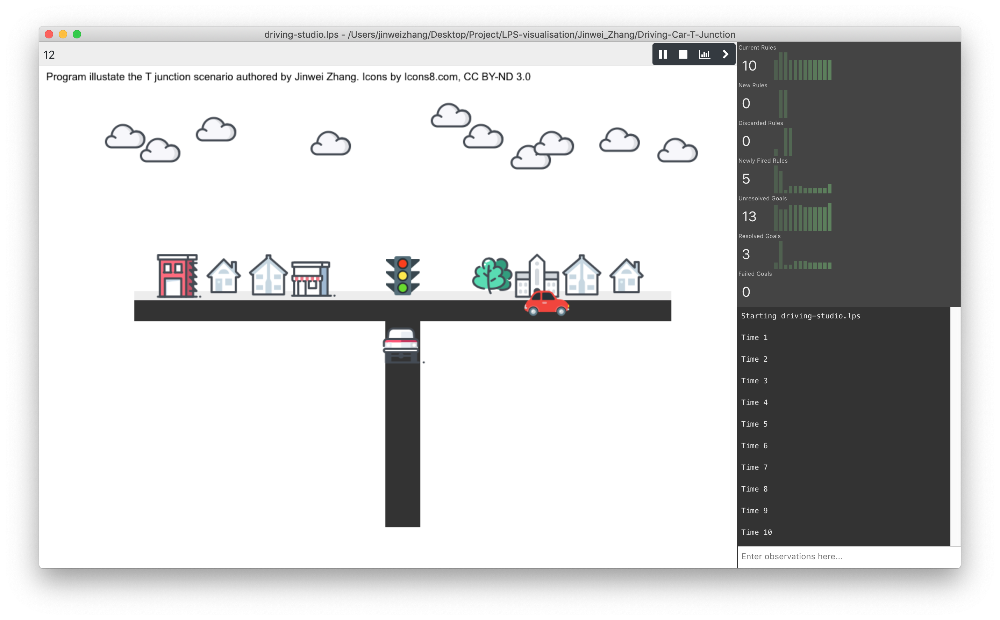 driving-studio.lps - /Users/jinweizhang/Desktop/Project/LPS-visualisation/Jinwei_Zhang/Driving-Car-T-Junction
12
Program illustate the T junction scenario authored by Jinwei Zhang. Icons by Icons8.com, CC BY-ND 3.0
Current Rules
10
New Rules
0
Discarded Rules
0
Newly Fired Rules
5
Unresolved Goals
13
Resolved Goals
3
Failed Goals
0
Starting driving-studio.lps
Time 1
Time 2
Time 3
Time 4
Time 5
Time 6
Time 7
Time 8
Time 9
Time 10
Enter observations here...